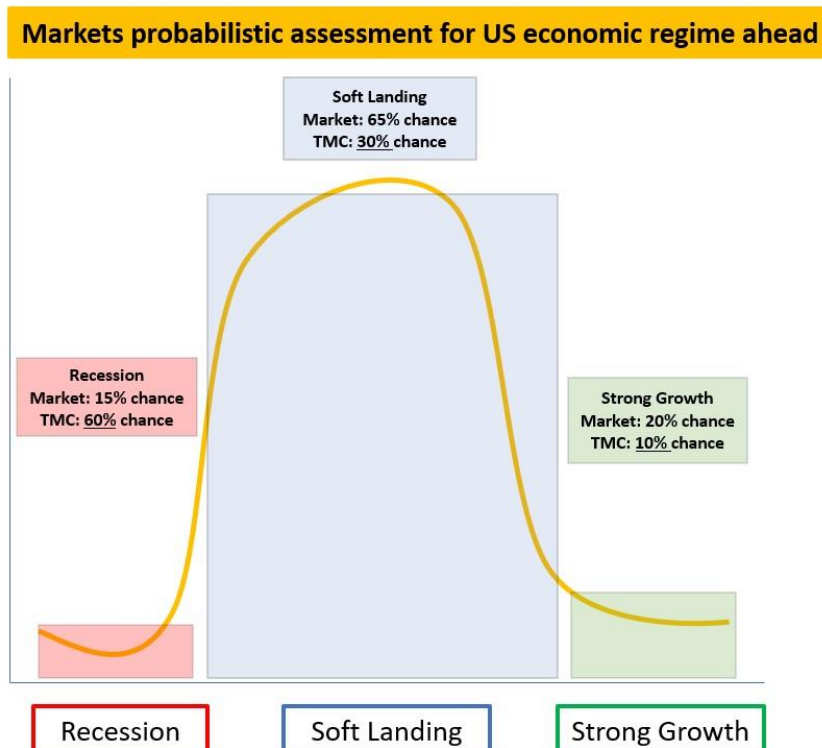 Markets probabilistic assessment for US economic regime ahead
Soft Landing
Market: 65% chance
TMC: 30% chance
Recession
Market: 15% chance
TMC: 60% chance
Strong Growth
Market: 20% chance
TMC: 10% chance
Recession
Soft Landing
Strong Growth